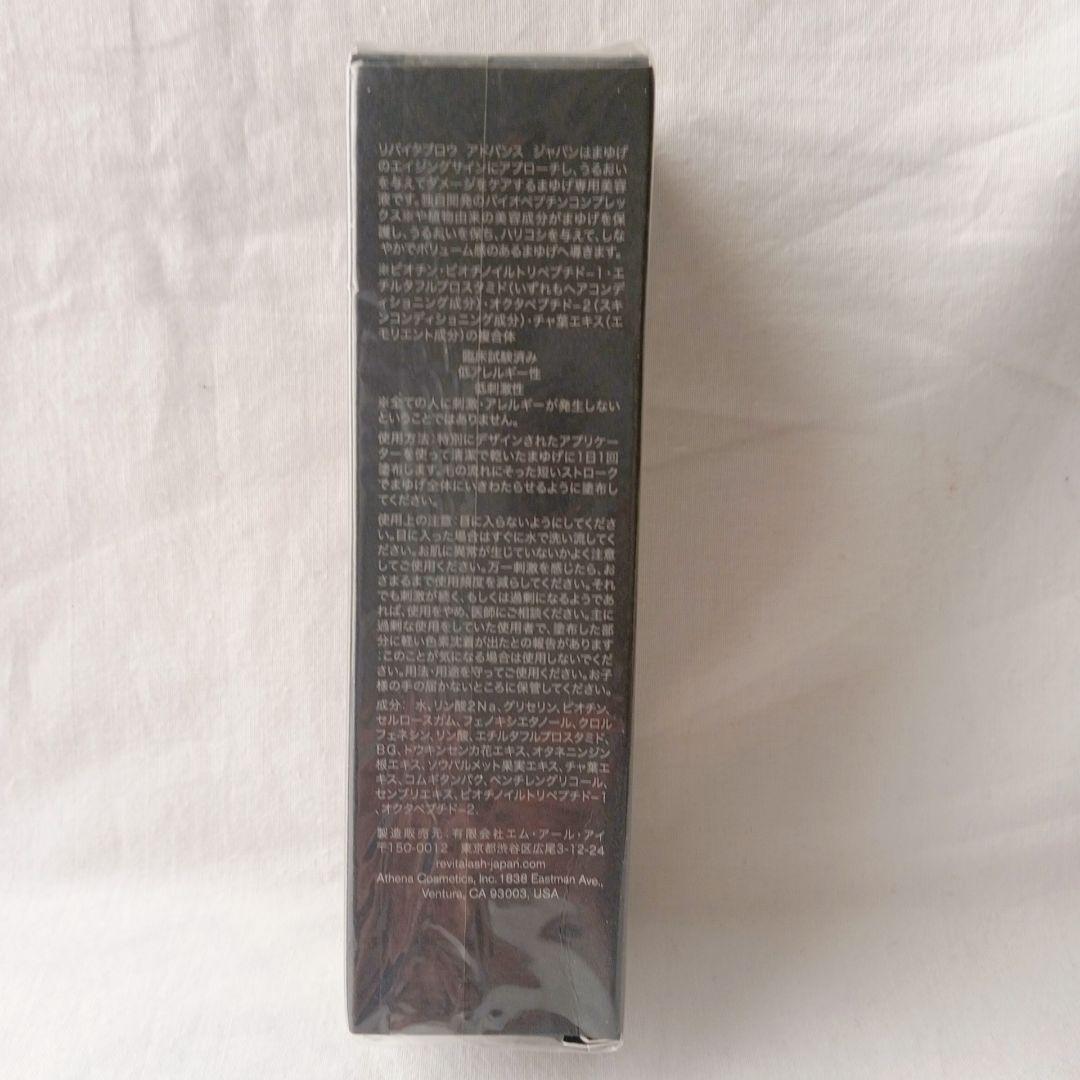 リバイタブロウ アドバンス ジャパンはまゆげ
のエイジングサインにアプローチし、うるおい
を与えてダメージをケアするまゆげ専用美容
液です。独自開発のバイオペプチンコンプレッ
クス※や植物由来の美容成分がまゆげを保
護し、うるおいを保ち、ハリコシを与えて、しな
やかでボリューム感のあるまゆげへ導きます。
※ビオチン・ビオチノイルトリペプチド-1・エ
チルタフルプロスタミド(いずれもヘアコンデ
ィショニング成分)・オクタペプチド-2(スキ
ンコンディショニング成分)・チャ葉エキス(エ
モリエント成分)の複合体
臨床試験済み
低アレルギー性
低刺激性
※全ての人に刺激・アレルギーが発生しない
ということではありません。
使用方法:特別にデザインされたアプリケー
ターを使って清潔で乾いたまゆげに1日1回
塗布します。毛の流れにそった短いストローク
でまゆげ全体にいきわたらせるように塗布し
てください。
使用上の注意:目に入らないようにしてくださ
い。目に入った場合はすぐに水で洗い流してく
ださい。お肌に異常が生じていないかよく注意
してご使用ください。万一刺激を感じたら、お
さまるまで使用頻度を減らしてください。それ
でも刺激が続く、もしくは過剰になるようであ
れば、使用をやめ、医師にご相談ください。主に
過剰な使用をしていた使用者で、塗布した部
分に軽い色素沈着が出たとの報告があります
;このことが気になる場合は使用しないでくだ
さい。用法・用途を守ってご使用ください。お子
様の手の届かないところに保管してください。
成分: 水、リン酸2Na、グリセリン、ビオチン、
セルロースガム、フェノキシエタノール、クロル
フェネシン、リン酸、エチルタフルプロスタミド、
BG、トウキンセンカ花エキス、オタネニンジン
根エキス、ソウパルメット果実エキス、チャ葉エ
キス、コムギタンパク、ペンチレングリコール、
センブリエキス、ビオチノイルトリペプチド-1
、オクタペプチド-2
製造販売元:有限会社エム・アール・アイ
〒150-0012 東京都渋谷区広尾3-12-24
revitalash-japan.com
Athena Cosmetics, Inc. 1838 Eastman Ave.,
Ventura, CA 93003, USA